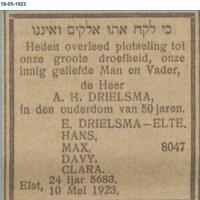 18-05-1923
כי לקח אתו אלקים ואיננו
Heden overleed plotseling tot
onze groote droefheid, onze
innig geliefde Man en Vader,
de Heer
A. H. DRIELSMA,
in den ouderdom van 50 jaren.
E. DRIELSMA—ELTE.
HANS.
MAX. 8047
DAVY.
CLARA.
Elst, 24 Ijar 5683.
10 Mei 1923.